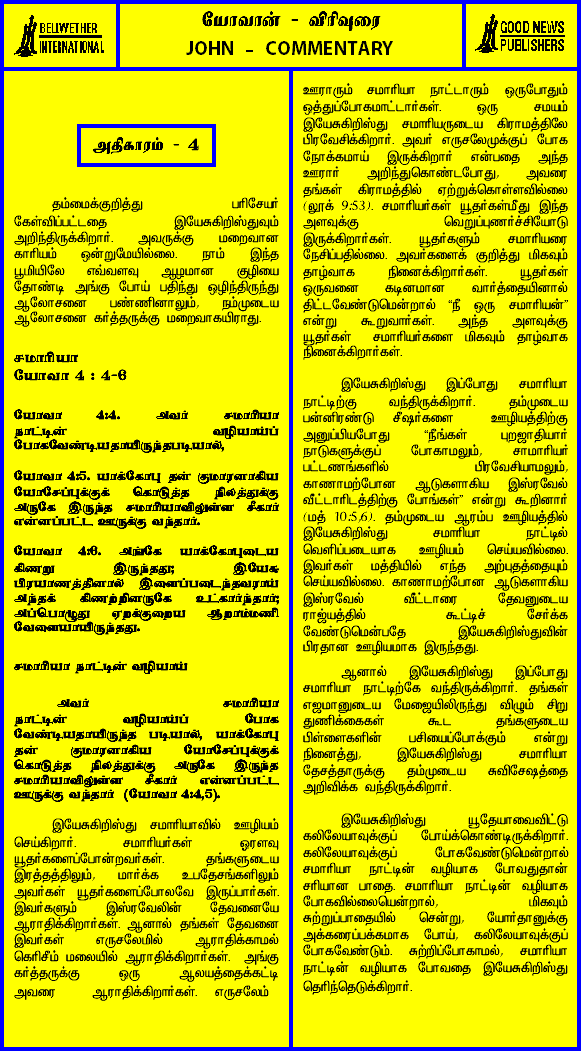 BELWETHER
INTERNATIONAL
யோவான் - விரிவுரை
JOHN - COMMENTARY
GOOD NEWS
PUBLISHERS
அதிகாரம் - 4
தம்மைக்குறித்து பரிசேயர்
கேள்விப்பட்டதை இயேசுகிறிஸ்துவும்
அறிந்திருக்கிறார். அவருக்கு மறைவான
காரியம் ஒன்றுமேயில்லை. நாம் இந்த
பூமியிலே எவ்வளவு ஆழமான குழியை
தோண்டி அங்கு போய் பதிந்து ஒழிந்திருந்து
ஆலோசனை பண்ணினாலும், நம்முடைய
ஆலோசனை கர்த்தருக்கு மறைவாகயிராது.
சமாரியா
யோவா 4 : 4-6
யோவா 4:4. அவர் சமாரியா
நாட்டின் வழியாய்ப்
போகவேண்டியதாயிருந்தபடியால்,
யோவா 4:5. யாக்கோபு தன் குமாரனாகிய
யோசேப்புக்குக் கொடுத்த நிலத்துக்கு
அருகே இருந்த சமாரியாவிலுள்ள சீகார்
என்னப்பட்ட ஊருக்கு வந்தார்.
யோவா 4:6. அங்கே யாக்கோபுடைய
கிணறு இருந்தது; இயேசு
பிரயாணத்தினால் இளைப்படைந்தவராய்
அந்தக் கிணற்றினருகே உட்கார்ந்தார்;
அப்பொழுது ஏறக்குறைய ஆறாம்மணி
வேளையாயிருந்தது.
சமாரியா நாட்டின் வழியாய்
அவர் சமாரியா
நாட்டின் வழியாய்ப் போக
வேண்டியதாயிருந்த படியால், யாக்கோபு
தன் குமாரனாகிய யோசேப்புக்குக்
கொடுத்த நிலத்துக்கு அருகே இருந்த
சமாரியாவிலுள்ள சீகார் என்னப்பட்ட
ஊருக்கு வந்தார் (யோவா 4:4,5).
இயேசுகிறிஸ்து சமாரியாவில் ஊழியம்
செய்கிறார். சமாரியர்கள் ஓரளவு
யூதர்களைப்போன்றவர்கள். தங்களுடைய
இரத்தத்திலும், மார்க்க உபதேசங்களிலும்
அவர்கள் யூதர்களைப்போலவே இருப்பார்கள்.
இவர்களும் இஸ்ரவேலின் தேவனையே
ஆராதிக்கிறார்கள். ஆனால் தங்கள் தேவனை
இவர்கள் எருசலேமில் ஆராதிக்காமல்
கெரிசீம் மலையில் ஆராதிக்கிறார்கள். அங்கு
கர்த்தருக்கு ஒரு ஆலயத்தைக்கட்டி
அவரை ஆராதிக்கிறார்கள். எருசலேம்
ஊராரும் சமாரியா நாட்டாரும் ஒருபோதும்
ஒத்துப்போகமாட்டார்கள். ஒரு சமயம்
இயேசுகிறிஸ்து சமாரியருடைய கிராமத்திலே
பிரவேசிக்கிறார். அவர் எருசலேமுக்குப் போக
நோக்கமாய் இருக்கிறார் என்பதை அந்த
ஊரார் அறிந்துகொண்டபோது, அவரை
தங்கள் கிராமத்தில் ஏற்றுக்கொள்ளவில்லை
(லூக் 9:53). சமாரியர்கள் யூதர்கள்மீது இந்த
அளவுக்கு வெறுப்புணர்ச்சியோடு
இருக்கிறார்கள். யூதர்களும் சமாரியரை
நேசிப்பதில்லை. அவர்களைக் குறித்து மிகவும்
தாழ்வாக நினைக்கிறார்கள். யூதர்கள்
ஒருவனை கடினமான வார்த்தையினால்
திட்டவேண்டுமென்றால் “நீ ஒரு சமாரியன்”
என்று கூறுவார்கள். அந்த அளவுக்கு
யூதர்கள் சமாரியர்களை மிகவும் தாழ்வாக
நினைக்கிறார்கள்.
இயேசுகிறிஸ்து இப்போது சமாரியா
நாட்டிற்கு வந்திருக்கிறார். தம்முடைய
பன்னிரண்டு சீஷர்களை ஊழியத்திற்கு
அனுப்பியபோது “நீங்கள் புறஜாதியார்
நாடுகளுக்குப் போகாமலும், சாமாரியர்
பட்டணங்களில் பிரவேசியாமலும்,
காணாமற்போன ஆடுகளாகிய இஸ்ரவேல்
வீட்டாரிடத்திற்கு போங்கள்” என்று கூறினார்
(மத் 10:5,6). தம்முடைய ஆரம்ப ஊழியத்தில்
இயேசுகிறிஸ்து சமாரியா நாட்டில்
வெளிப்படையாக ஊழியம் செய்யவில்லை.
இவர்கள் மத்தியில் எந்த அற்புதத்தையும்
செய்யவில்லை. காணாமற்போன ஆடுகளாகிய
இஸ்ரவேல் வீட்டாரை தேவனுடைய
ராஜ்யத்தில் கூட்டிச் சேர்க்க
வேண்டுமென்பதே இயேசுகிறிஸ்துவின்
பிரதான ஊழியமாக இருந்தது.
ஆனால் இயேசுகிறிஸ்து இப்போது
சமாரியா நாட்டிற்கே வந்திருக்கிறார். தங்கள்
எஜமானுடைய மேஜையிலிருந்து விழும் சிறு
துணிக்கைகள் கூட தங்களுடைய
பிள்ளைகளின் பசியைப்போக்கும் என்று
நினைத்து, இயேசுகிறிஸ்து சமாரியா
தேசத்தாருக்கு தம்முடைய சுவிசேஷத்தை
அறிவிக்க வந்திருக்கிறார்.
இயேசுகிறிஸ்து யூதேயாவைவிட்டு
கலிலேயாவுக்குப் போய்க்கொண்டிருக்கிறார்.
கலிலேயாவுக்குப் போகவேண்டுமென்றால்
சமாரியா நாட்டின் வழியாக போவதுதான்
சரியான பாதை. சமாரியா நாட்டின் வழியாக
போவவில்லையென்றால், மிகவும்
சுற்றுப்பாதையில் சென்று, யோர்தானுக்கு
அக்கரைப்பக்கமாக போய், கலிலேயாவுக்குப்
போகவேண்டும். சுற்றிப்போகாமல், சமாரியா
நாட்டின் வழியாக போவதை இயேசுகிறிஸ்து
தெரிந்தெடுக்கிறார்.